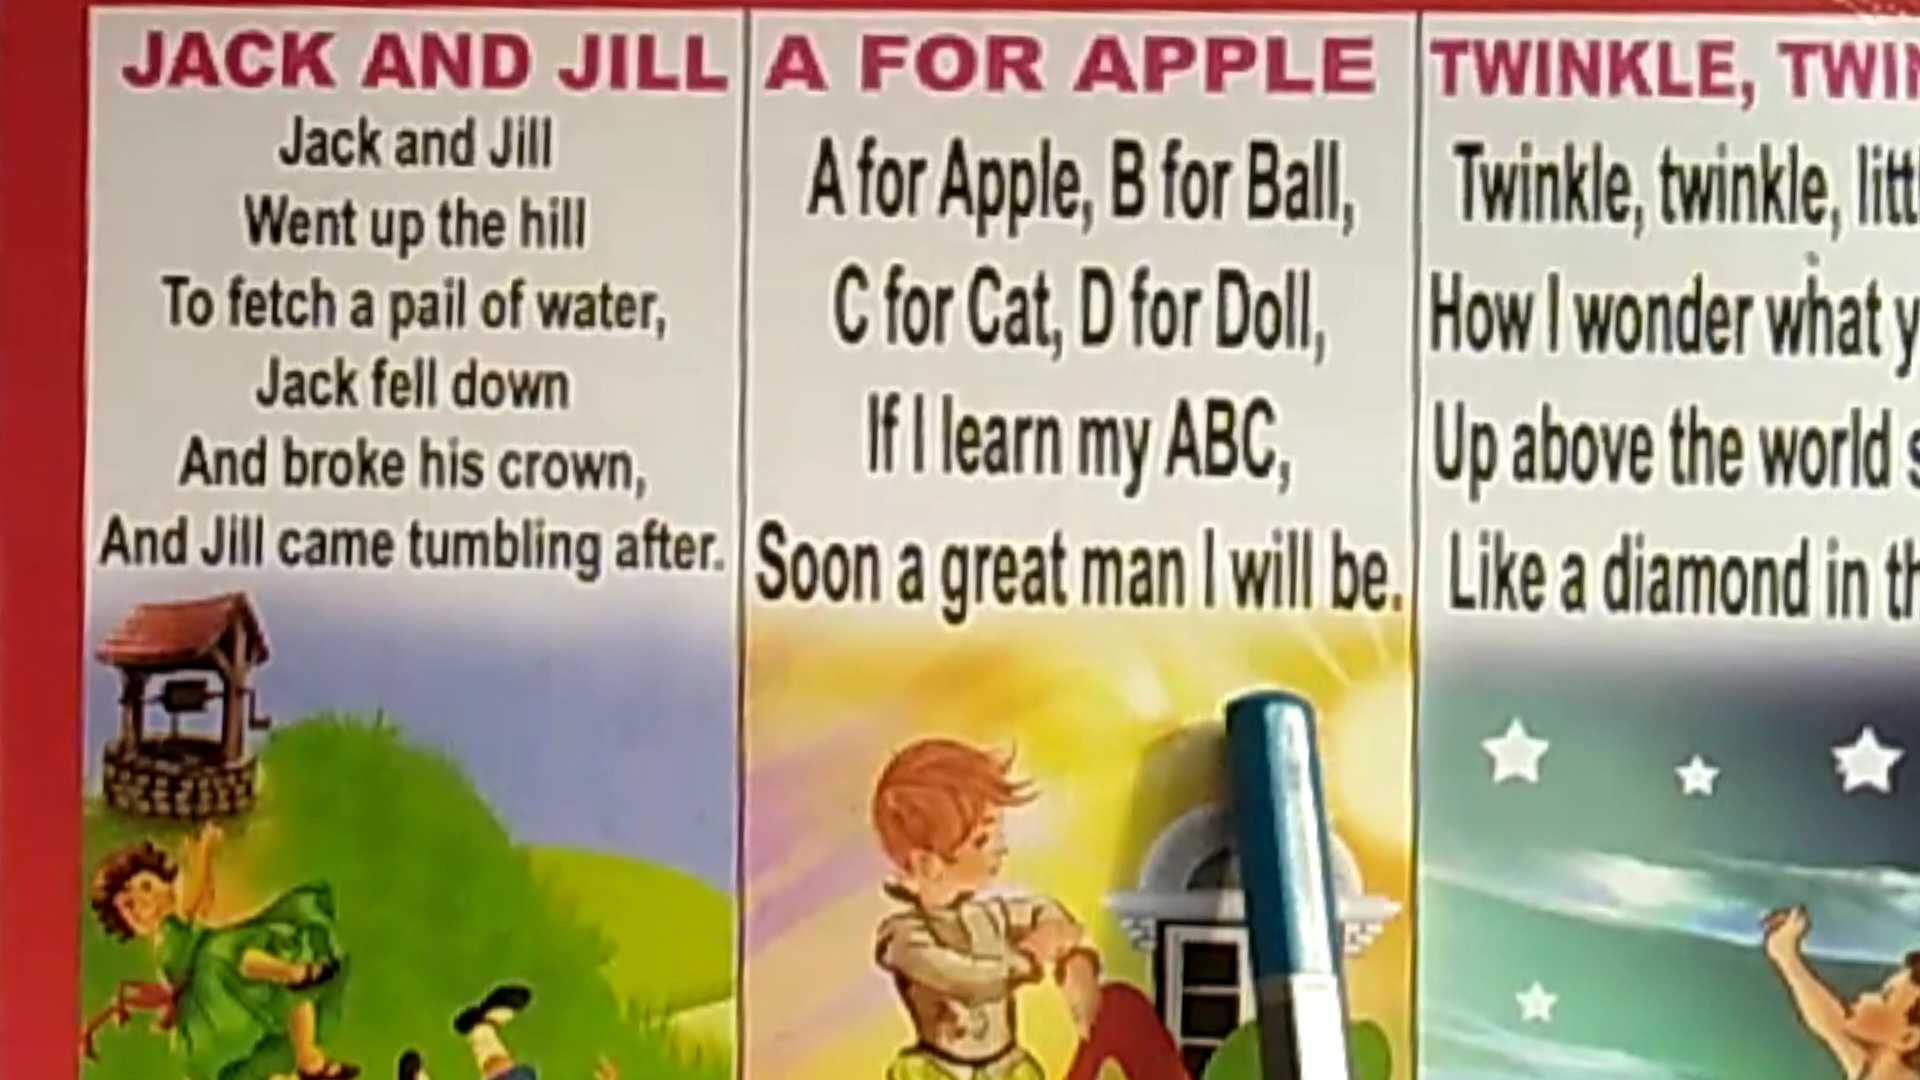 JACK AND JILL
Jack and Jill
Went up the hill
To fetch a pail of water,
Jack fell down
And broke his crown,
And Jill came tumbling after.
A FOR APPLE
A for Apple, B for Ball,
C for Cat, D for Doll,
If I learn my ABC,
Soon a great man I will be.
TWINKLE,
Twinkle, twinkle,
How I wonder what
Up above the world
Like a diamond in